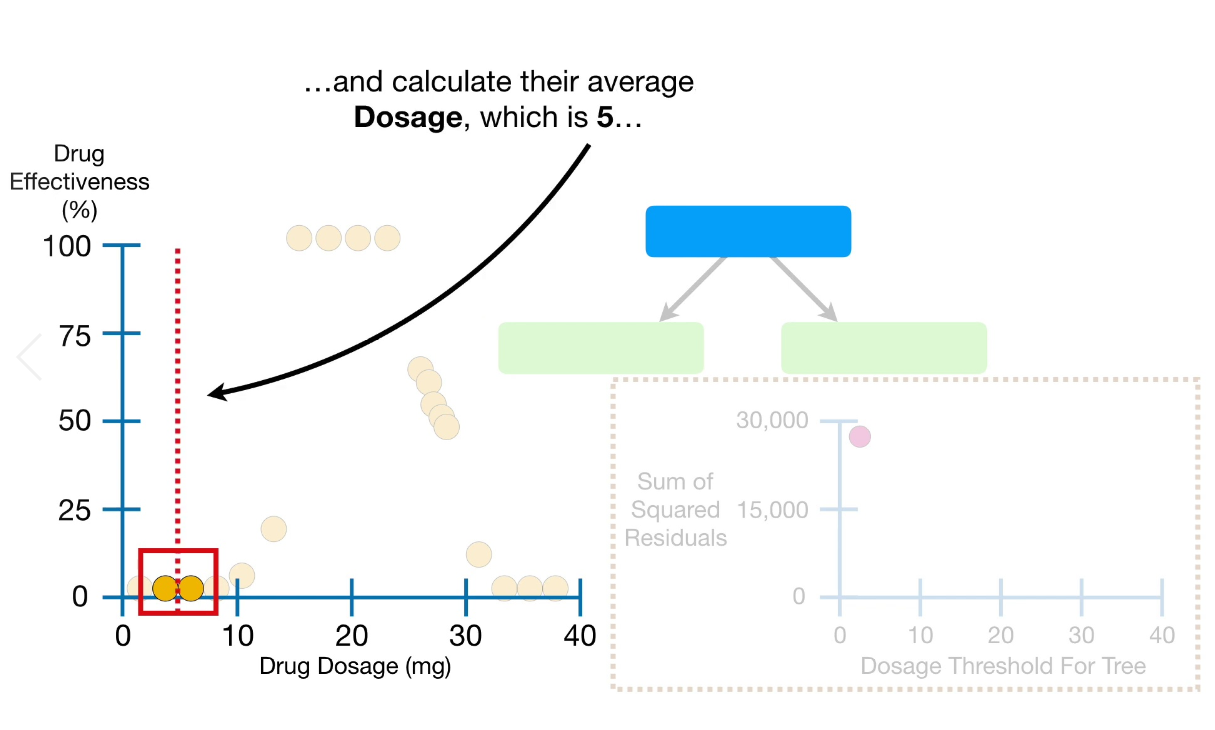 …and calculate their average
Dosage, which is 5…
Drug
Effectiveness
(%)
100
75
50
25
0
0 10 20 30 40
Drug Dosage (mg)
30,000
Sum of
Squared
Residuals
15,000
0
0 10 20 30 40
Dosage Threshold For Tree